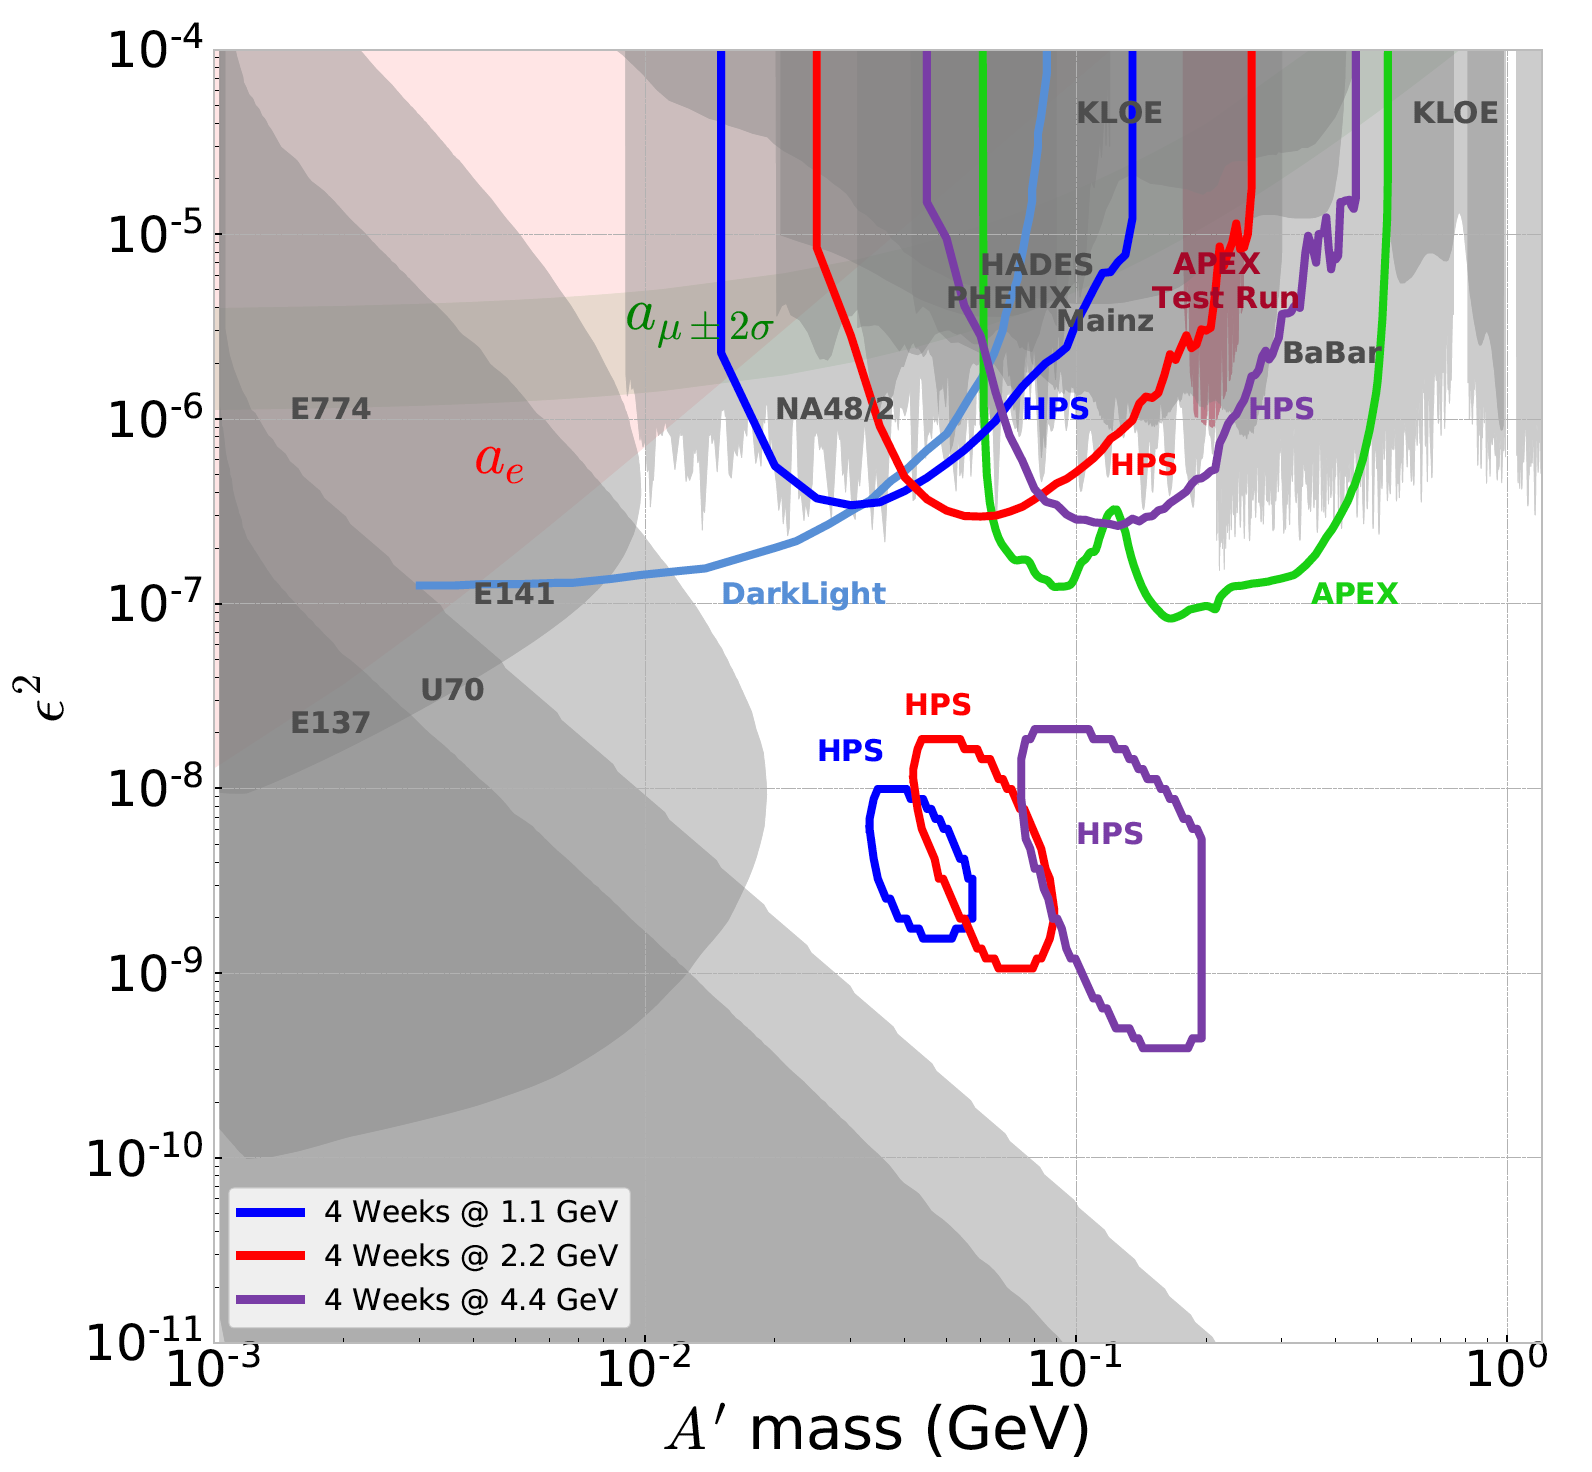 10^-4
10^-5
10^-6
10^-7
10^-8
10^-9
10^-10
10^-11
ϵ^2
KLOE
KLOE
HADES
APEX
PHENIX
Test Run
Mainz
a_μ ± 2σ
BaBar
E774
NA48/2
HPS
HPS
a_e
HPS
E141
DarkLight
APEX
U70
HPS
E137
HPS
HPS
4 Weeks @ 1.1 GeV
4 Weeks @ 2.2 GeV
4 Weeks @ 4.4 GeV
10^-3 10^-2 10^-1 10^0
A′ mass (GeV)